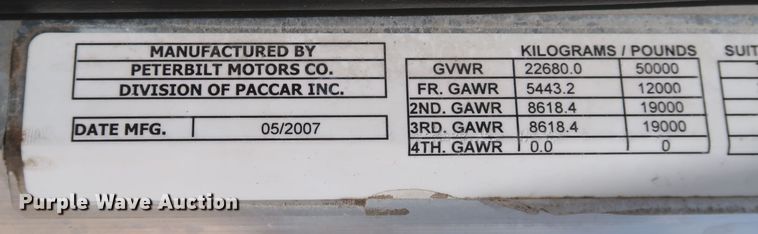 MANUFACTURED BY
PETERBILT MOTORS CO.
DIVISION OF PACCAR INC.
DATE MFG. 05/2007
KILOGRAMS / POUNDS
GVWR 22680.0 50000
FR. GAWR 5443.2 12000
2ND. GAWR 8618.4 19000
3RD. GAWR 8618.4 19000
4TH. GAWR 0.0 0
SUIT
Purple Wave Auction